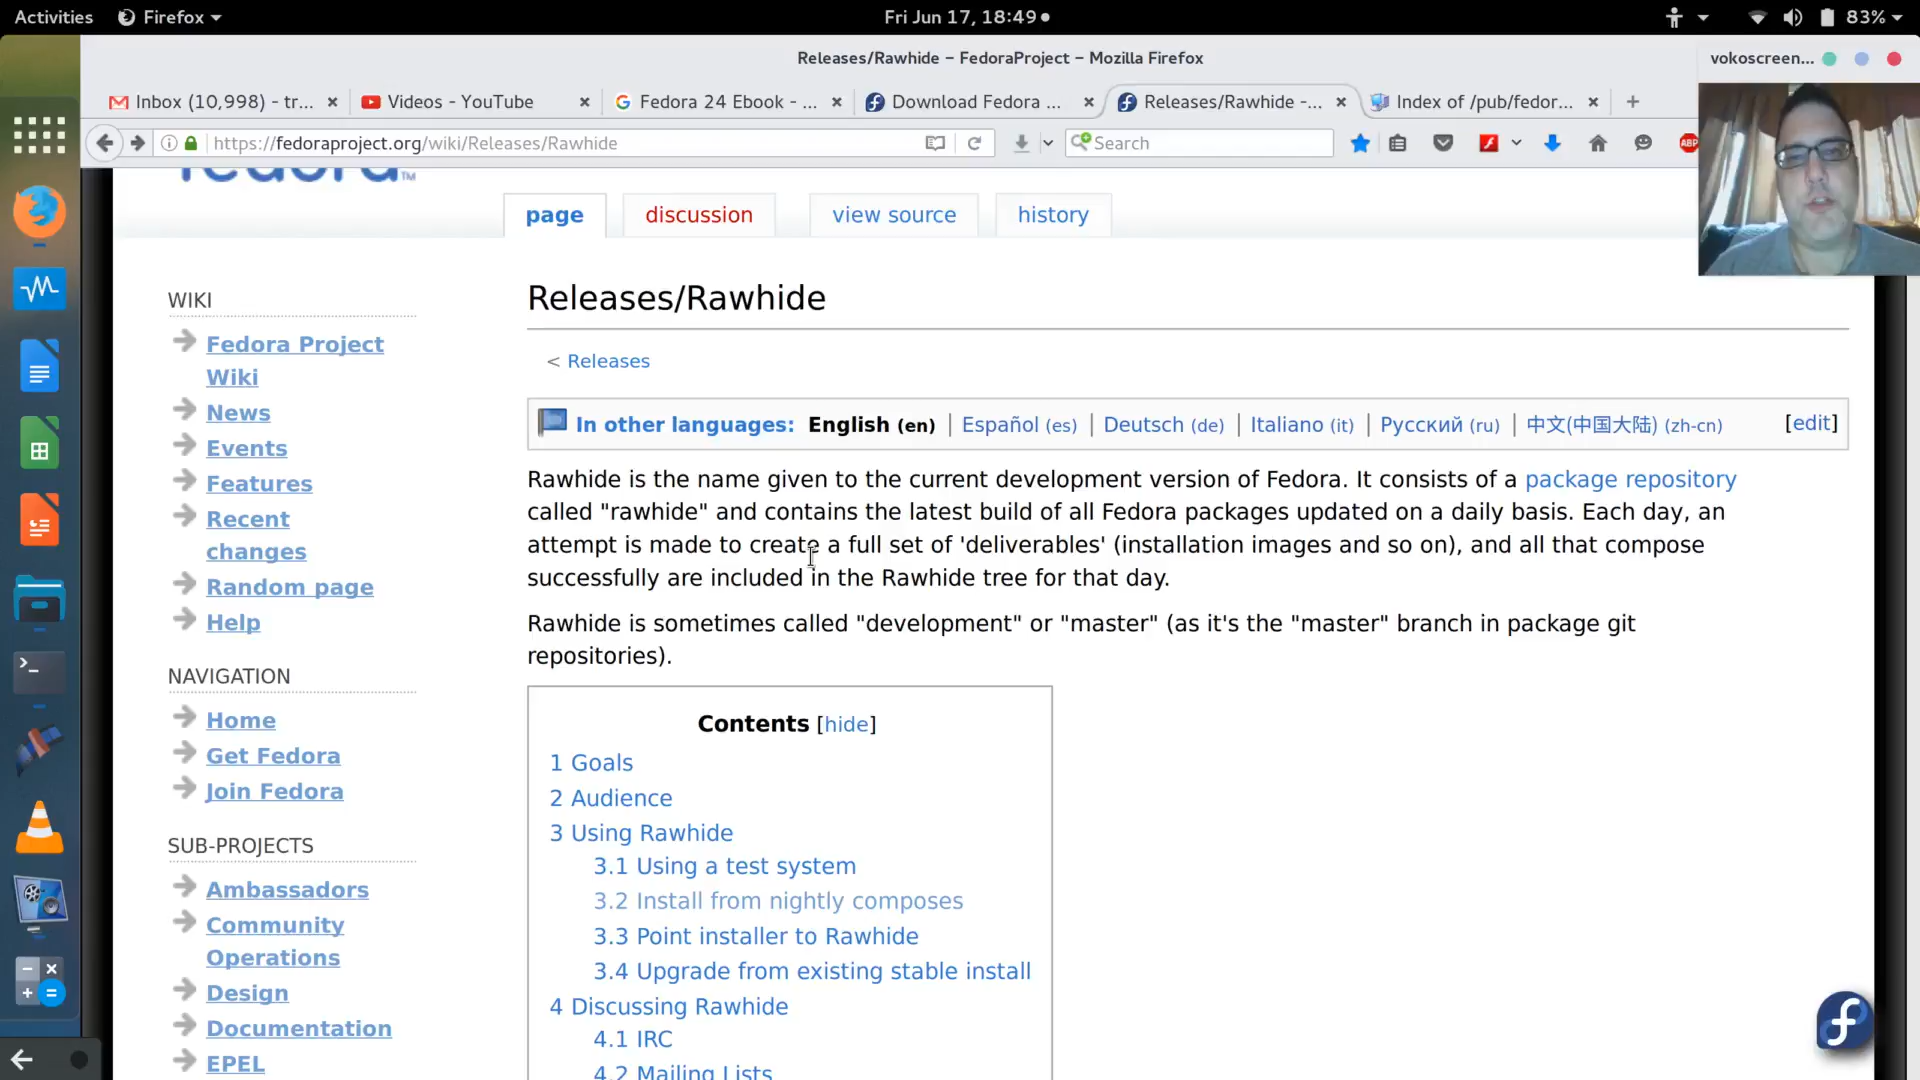 Activities Firefox Fri Jun 17, 18:49 83%
Releases/Rawhide – FedoraProject – Mozilla Firefox
vokoscreen...
Inbox (10,998) - tr... Videos - YouTube Fedora 24 Ebook - ... Download Fedora ... Releases/Rawhide -... Index of /pub/fedor...
https://fedoraproject.org/wiki/Releases/Rawhide Search ABP
fedora TM
page discussion view source history
Releases/Rawhide
< Releases
In other languages: English (en) | Español (es) | Deutsch (de) | Italiano (it) | Русский (ru) | 中文(中国大陆) (zh-cn) [edit]
Rawhide is the name given to the current development version of Fedora. It consists of a package repository
called "rawhide" and contains the latest build of all Fedora packages updated on a daily basis. Each day, an
attempt is made to create a full set of 'deliverables' (installation images and so on), and all that compose
successfully are included in the Rawhide tree for that day.
Rawhide is sometimes called "development" or "master" (as it's the "master" branch in package git
repositories).
Contents [hide]
1 Goals
2 Audience
3 Using Rawhide
3.1 Using a test system
3.2 Install from nightly composes
3.3 Point installer to Rawhide
3.4 Upgrade from existing stable install
4 Discussing Rawhide
4.1 IRC
4.2 Mailing Lists
WIKI
Fedora Project
Wiki
News
Events
Features
Recent
changes
Random page
Help
NAVIGATION
Home
Get Fedora
Join Fedora
SUB-PROJECTS
Ambassadors
Community
Operations
Design
Documentation
EPEL